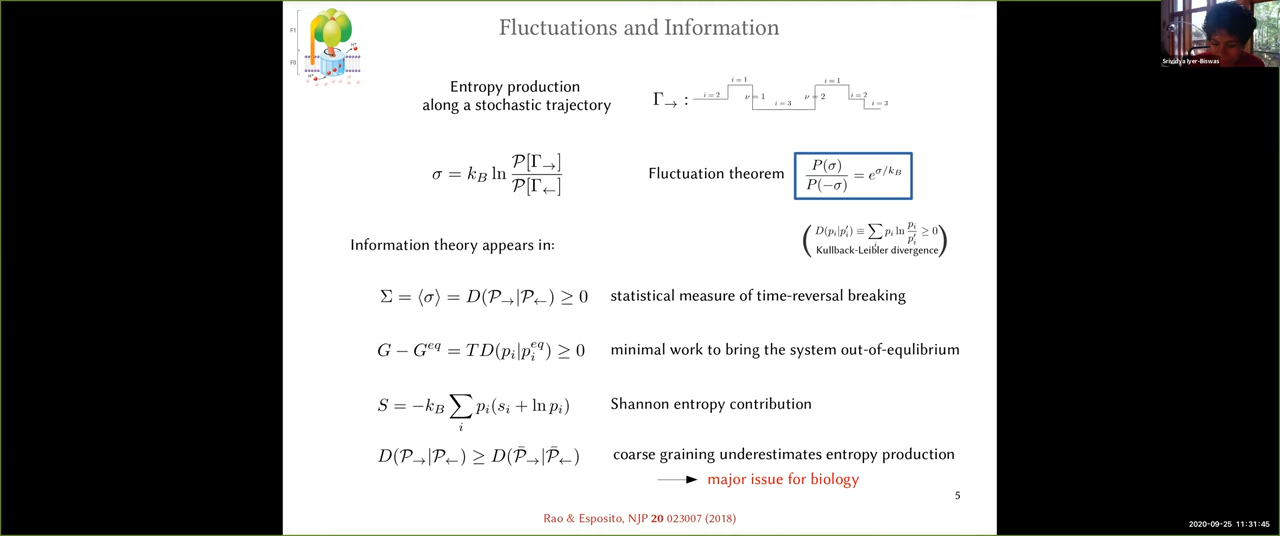 Fluctuations and Information
Srividya Iyer-Biswas
F1
F0
H⁺
H⁺
Entropy production
along a stochastic trajectory
Γ→ :
i = 2
i = 1
ν = 1
i = 3
ν = 2
i = 1
i = 2
i = 3
σ = k_B ln 𝒫[Γ→] / 𝒫[Γ←]
Fluctuation theorem
P(σ) / P(−σ) = e^{σ/k_B}
( D(p_i|p′_i) ≡ ∑_i p_i ln p_i / p′_i ≥ 0
Kullback-Leibler divergence )
Information theory appears in:
Σ = ⟨σ⟩ = D(𝒫→|𝒫←) ≥ 0 statistical measure of time-reversal breaking
G − G^{eq} = T D(p_i|p_i^{eq}) ≥ 0 minimal work to bring the system out-of-equlibrium
S = −k_B ∑_i p_i(s_i + ln p_i) Shannon entropy contribution
D(𝒫→|𝒫←) ≥ D(𝒫̄→|𝒫̄←) coarse graining underestimates entropy production
major issue for biology
5
Rao & Esposito, NJP 20 023007 (2018)
2020-09-25 11:31:45